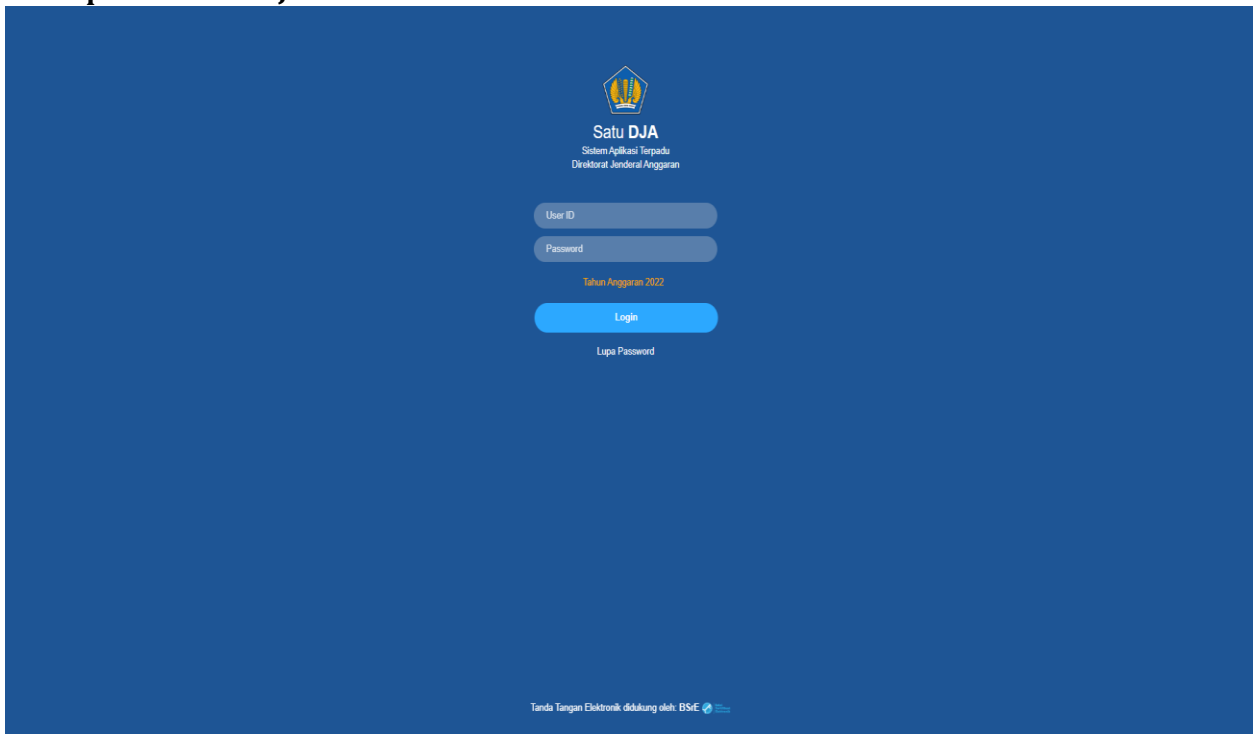 Satu DJA
Sistem Aplikasi Terpadu
Direktorat Jenderal Anggaran
User ID
Password
Tahun Anggaran 2022
Login
Lupa Password
Tanda Tangan Elektronik didukung oleh: BSrE